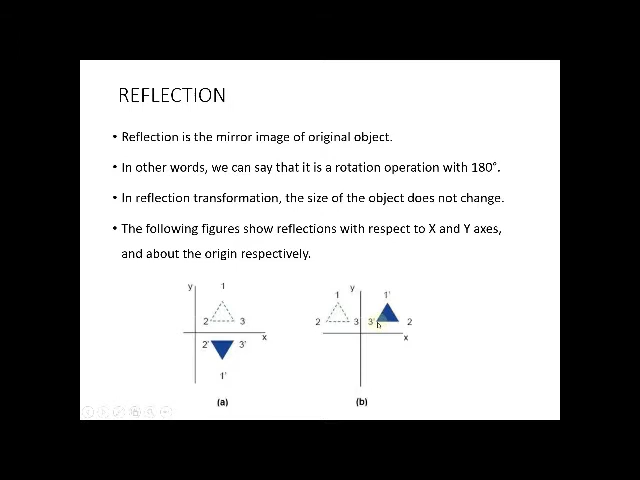 REFLECTION
• Reflection is the mirror image of original object.
• In other words, we can say that it is a rotation operation with 180°.
• In reflection transformation, the size of the object does not change.
• The following figures show reflections with respect to X and Y axes,
and about the origin respectively.
y 1
2 3
x
2' 3'
1'
(a)
y
1 1'
2 3 3' 2
x
(b)